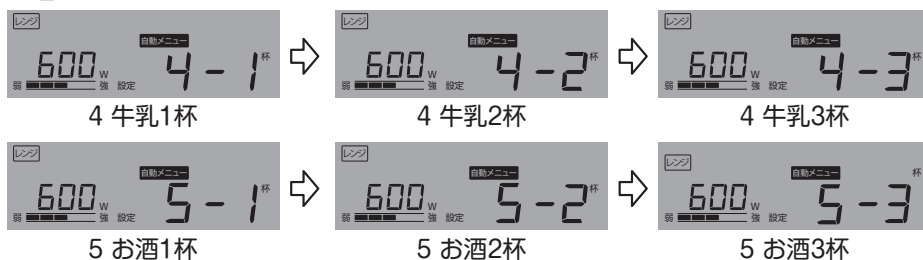 レンジ レンジ レンジ
自動メニュー 自動メニュー 自動メニュー
600 W 4-1 杯 600 W 4-2 杯 600 W 4-3 杯
弱 強 設定 弱 強 設定 弱 強 設定
4 牛乳1杯 4 牛乳2杯 4 牛乳3杯
レンジ レンジ レンジ
自動メニュー 自動メニュー 自動メニュー
600 W 5-1 杯 600 W 5-2 杯 600 W 5-3 杯
弱 強 設定 弱 強 設定 弱 強 設定
5 お酒1杯 5 お酒2杯 5 お酒3杯